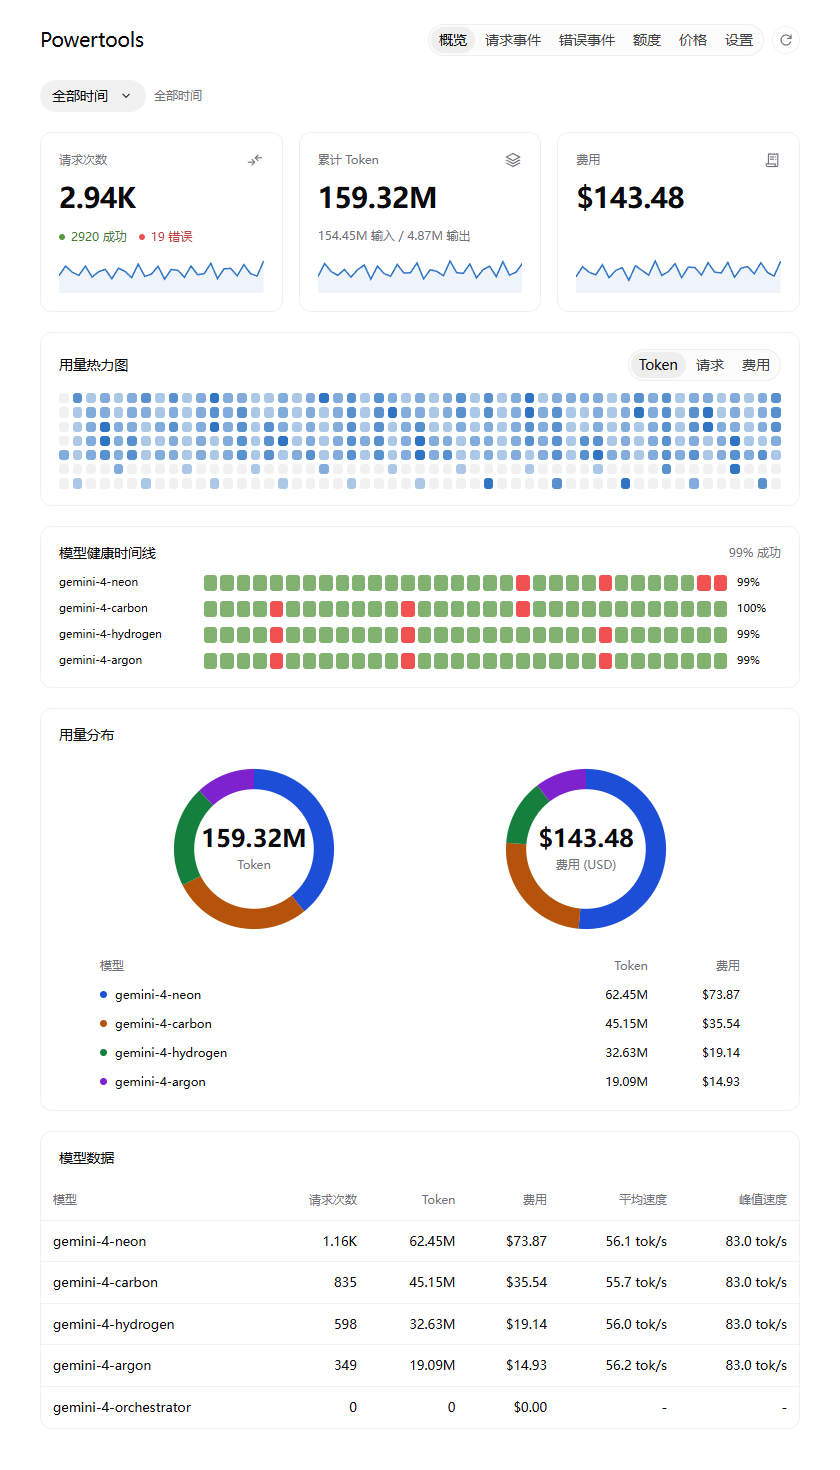 Powertools 概览 请求事件 错误事件 额度 价格 设置
全部时间 全部时间
请求次数 累计 Token 费用
2.94K 159.32M $143.48
2920 成功 19 错误 154.45M 输入 / 4.87M 输出
用量热力图 Token 请求 费用
模型健康时间线 99% 成功
gemini-4-neon 99%
gemini-4-carbon 100%
gemini-4-hydrogen 99%
gemini-4-argon 99%
用量分布
159.32M $143.48
Token 费用 (USD)
模型 Token 费用
gemini-4-neon 62.45M $73.87
gemini-4-carbon 45.15M $35.54
gemini-4-hydrogen 32.63M $19.14
gemini-4-argon 19.09M $14.93
模型数据
模型 请求次数 Token 费用 平均速度 峰值速度
gemini-4-neon 1.16K 62.45M $73.87 56.1 tok/s 83.0 tok/s
gemini-4-carbon 835 45.15M $35.54 55.7 tok/s 83.0 tok/s
gemini-4-hydrogen 598 32.63M $19.14 56.0 tok/s 83.0 tok/s
gemini-4-argon 349 19.09M $14.93 56.2 tok/s 83.0 tok/s
gemini-4-orchestrator 0 0 $0.00 - -